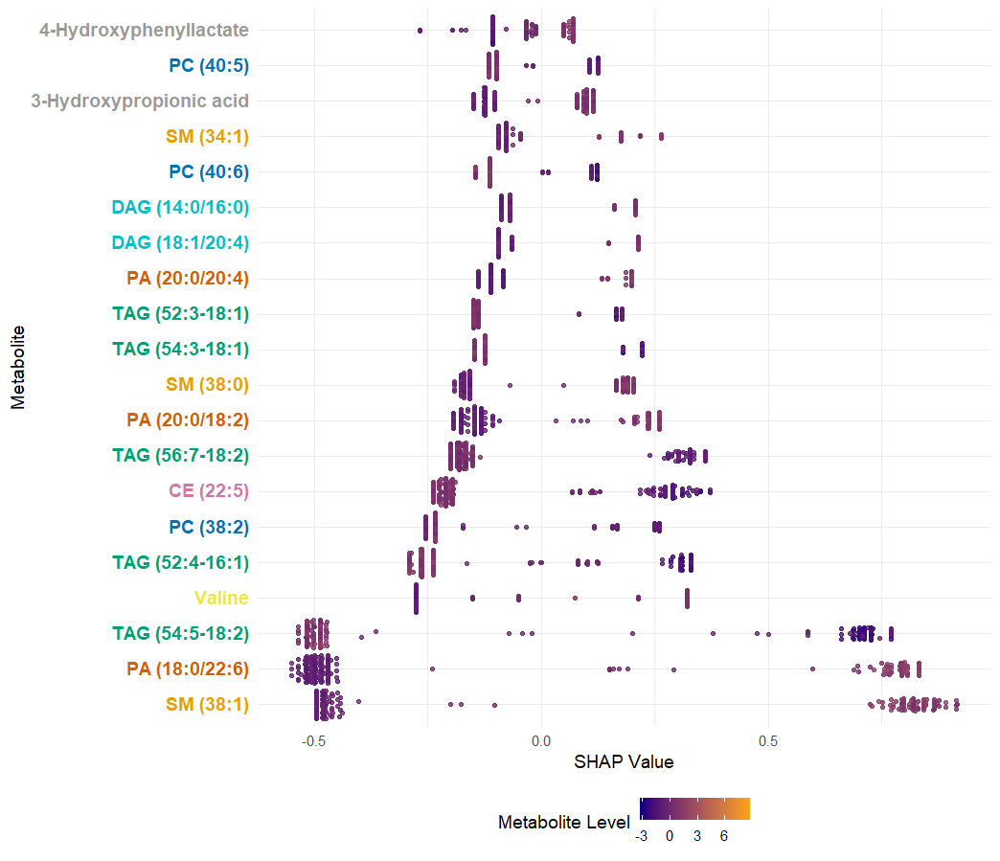 4-Hydroxyphenyllactate
PC (40:5)
3-Hydroxypropionic acid
SM (34:1)
PC (40:6)
DAG (14:0/16:0)
DAG (18:1/20:4)
PA (20:0/20:4)
TAG (52:3-18:1)
TAG (54:3-18:1)
SM (38:0)
PA (20:0/18:2)
TAG (56:7-18:2)
CE (22:5)
PC (38:2)
TAG (52:4-16:1)
Valine
TAG (54:5-18:2)
PA (18:0/22:6)
SM (38:1)
Metabolite
-0.5 0.0 0.5
SHAP Value
Metabolite Level
-3 0 3 6